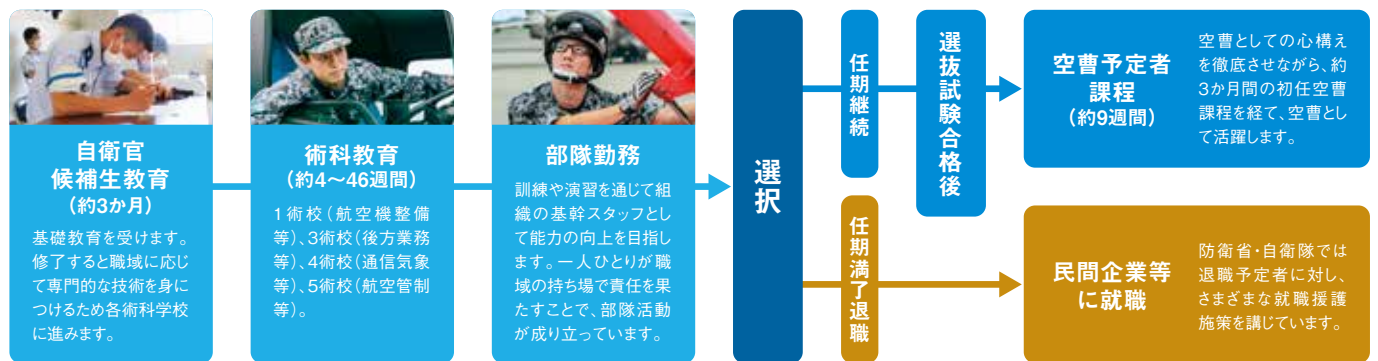 自衛官
候補生教育
(約3か月)
基礎教育を受けます。
修了すると職域に応じ
て専門的な技術を身に
つけるため各術科学校
に進みます。
術科教育
(約4〜46週間)
1術校(航空機整備
等)、3術校(後方業務
等)、4術校(通信気象
等)、5術校(航空管制
等)。
部隊勤務
訓練や演習を通じて組
織の基幹スタッフとし
て能力の向上を目指し
ます。一人ひとりが職
域の持ち場で責任を果
たすことで、部隊活動
が成り立っています。
選択
任期継続
選抜試験合格後
空曹予定者
課程
(約9週間)
空曹としての心構え
を徹底させながら、約
3か月間の初任空曹
課程を経て、空曹とし
て活躍します。
任期満了退職
民間企業等
に就職
防衛省・自衛隊では
退職予定者に対し、
さまざまな就職援護
施策を講じています。